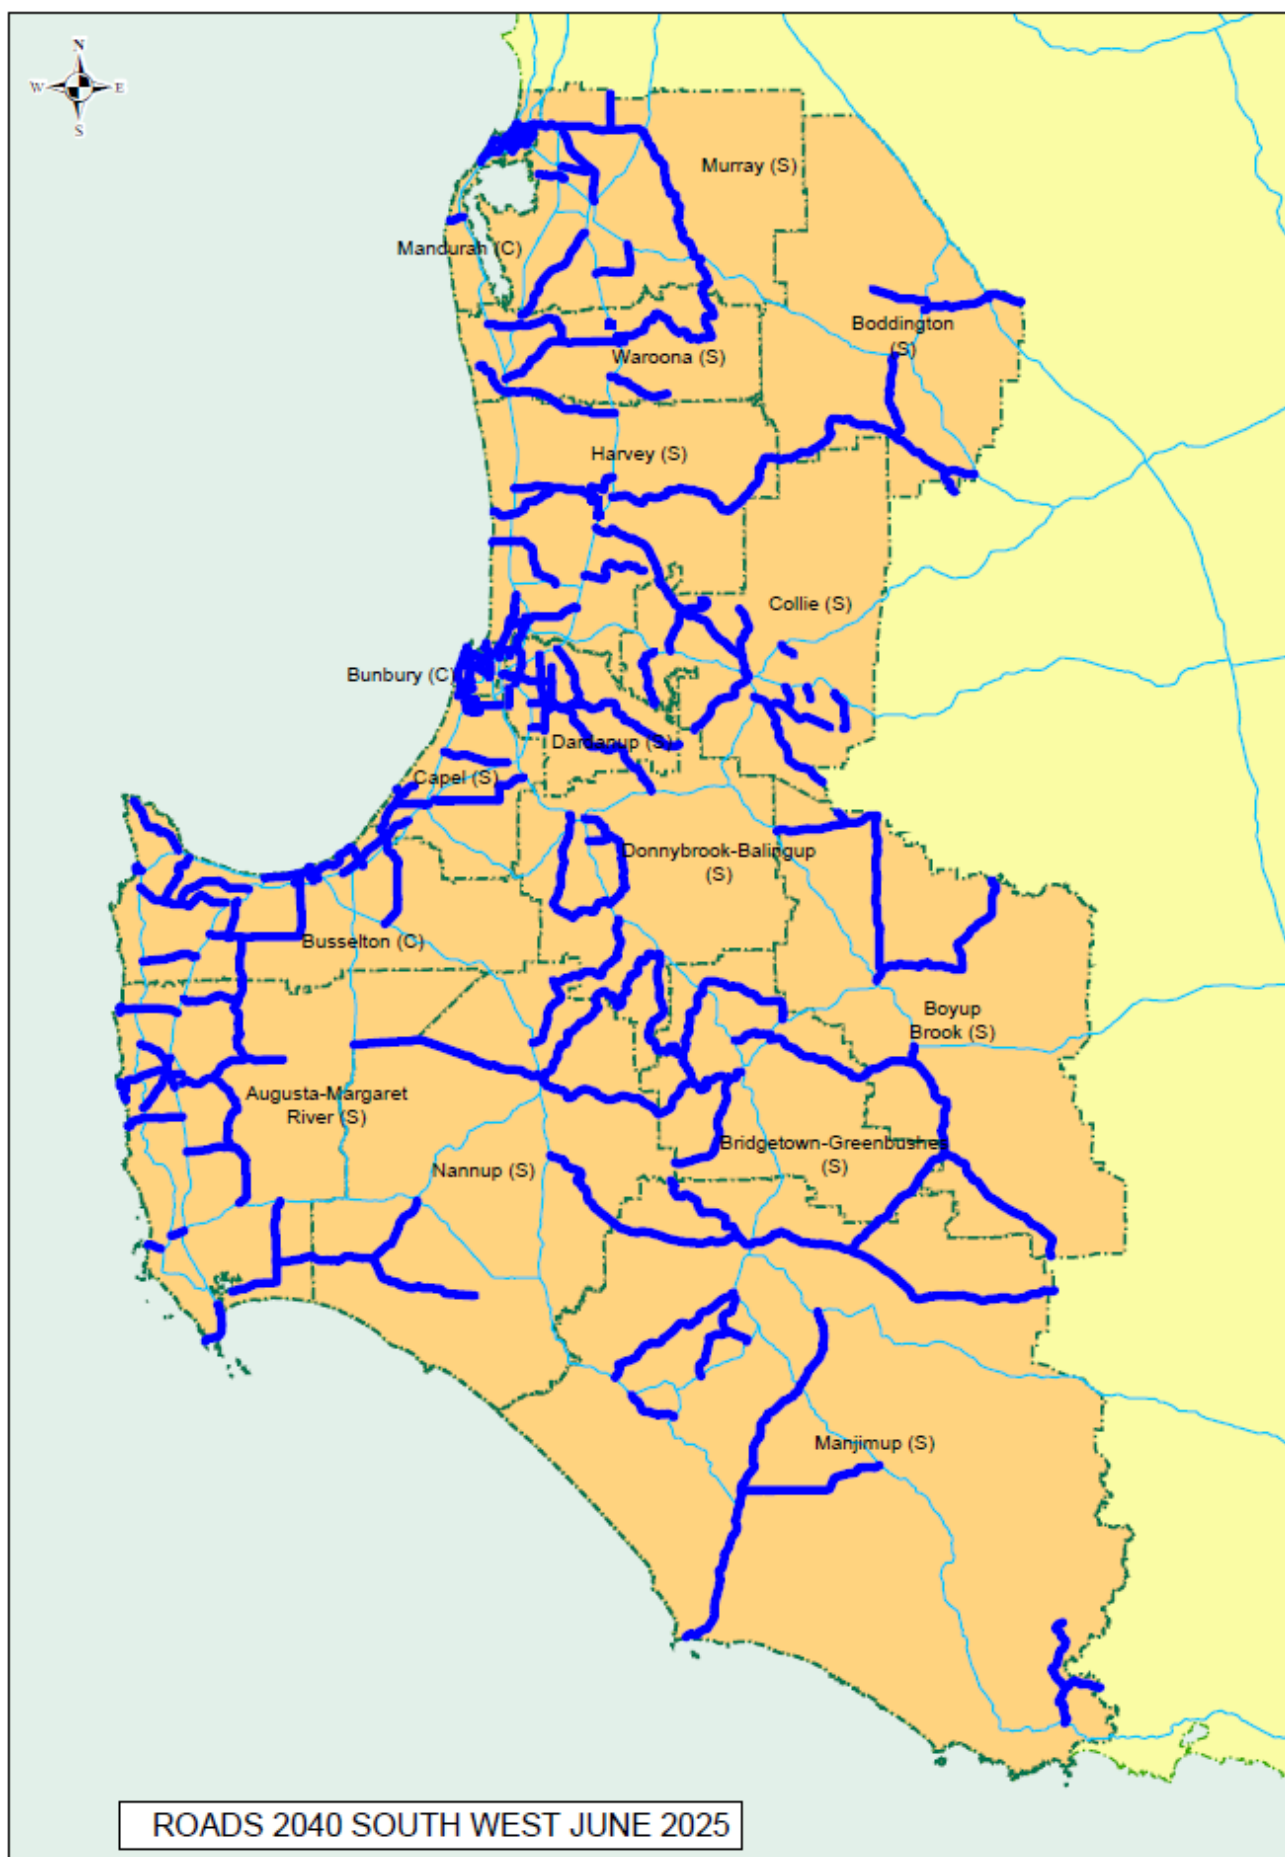 N
W E
S
Murray (S)
Mandurah (C)
Boddington
(S)
Waroona (S)
Harvey (S)
Collie (S)
Bunbury (C)
Dardanup (S)
Capel (S)
Donnybrook-Balingup
(S)
Busselton (C)
Boyup
Brook (S)
Augusta-Margaret
River (S)
Bridgetown-Greenbushes
(S)
Nannup (S)
Manjimup (S)
ROADS 2040 SOUTH WEST JUNE 2025